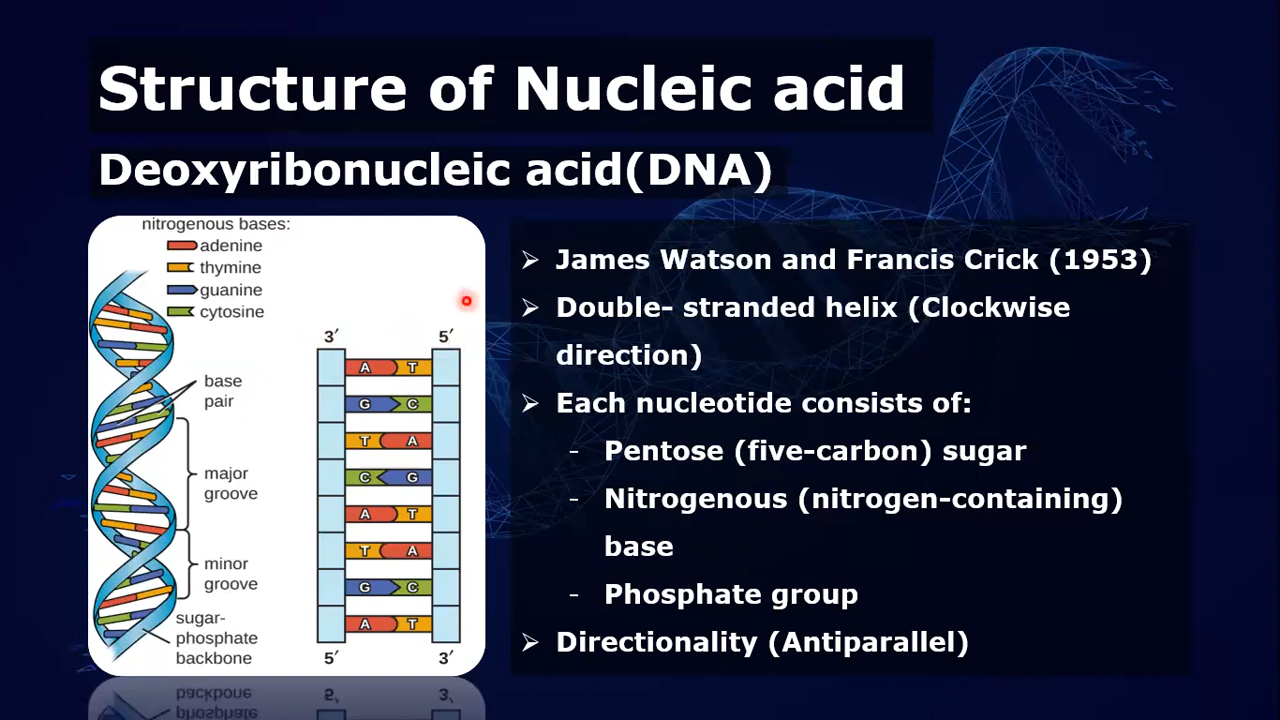 Structure of Nucleic acid
Deoxyribonucleic acid(DNA)
nitrogenous bases:
adenine
thymine
guanine
cytosine
base
pair
major
groove
minor
groove
sugar-
phosphate
backbone
3′ 5′
A T
G C
T A
C G
A T
T A
G C
A T
5′ 3′
➢ James Watson and Francis Crick (1953)
➢ Double- stranded helix (Clockwise
direction)
➢ Each nucleotide consists of:
- Pentose (five-carbon) sugar
- Nitrogenous (nitrogen-containing)
base
- Phosphate group
➢ Directionality (Antiparallel)